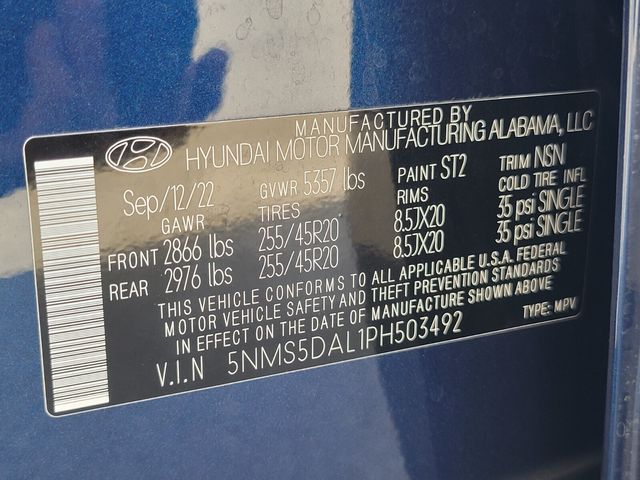 MANUFACTURED BY
HYUNDAI MOTOR MANUFACTURING ALABAMA, LLC
Sep/12/22 GVWR 5357 lbs PAINT ST2 TRIM NSN
GAWR TIRES RIMS COLD TIRE INFL
FRONT 2866 lbs 255/45R20 8.5JX20 35 psi SINGLE
REAR 2976 lbs 255/45R20 8.5JX20 35 psi SINGLE
THIS VEHICLE CONFORMS TO ALL APPLICABLE U.S.A. FEDERAL
MOTOR VEHICLE SAFETY AND THEFT PREVENTION STANDARDS
IN EFFECT ON THE DATE OF MANUFACTURE SHOWN ABOVE
V.I.N 5NMS5DAL1PH503492 TYPE: MPV